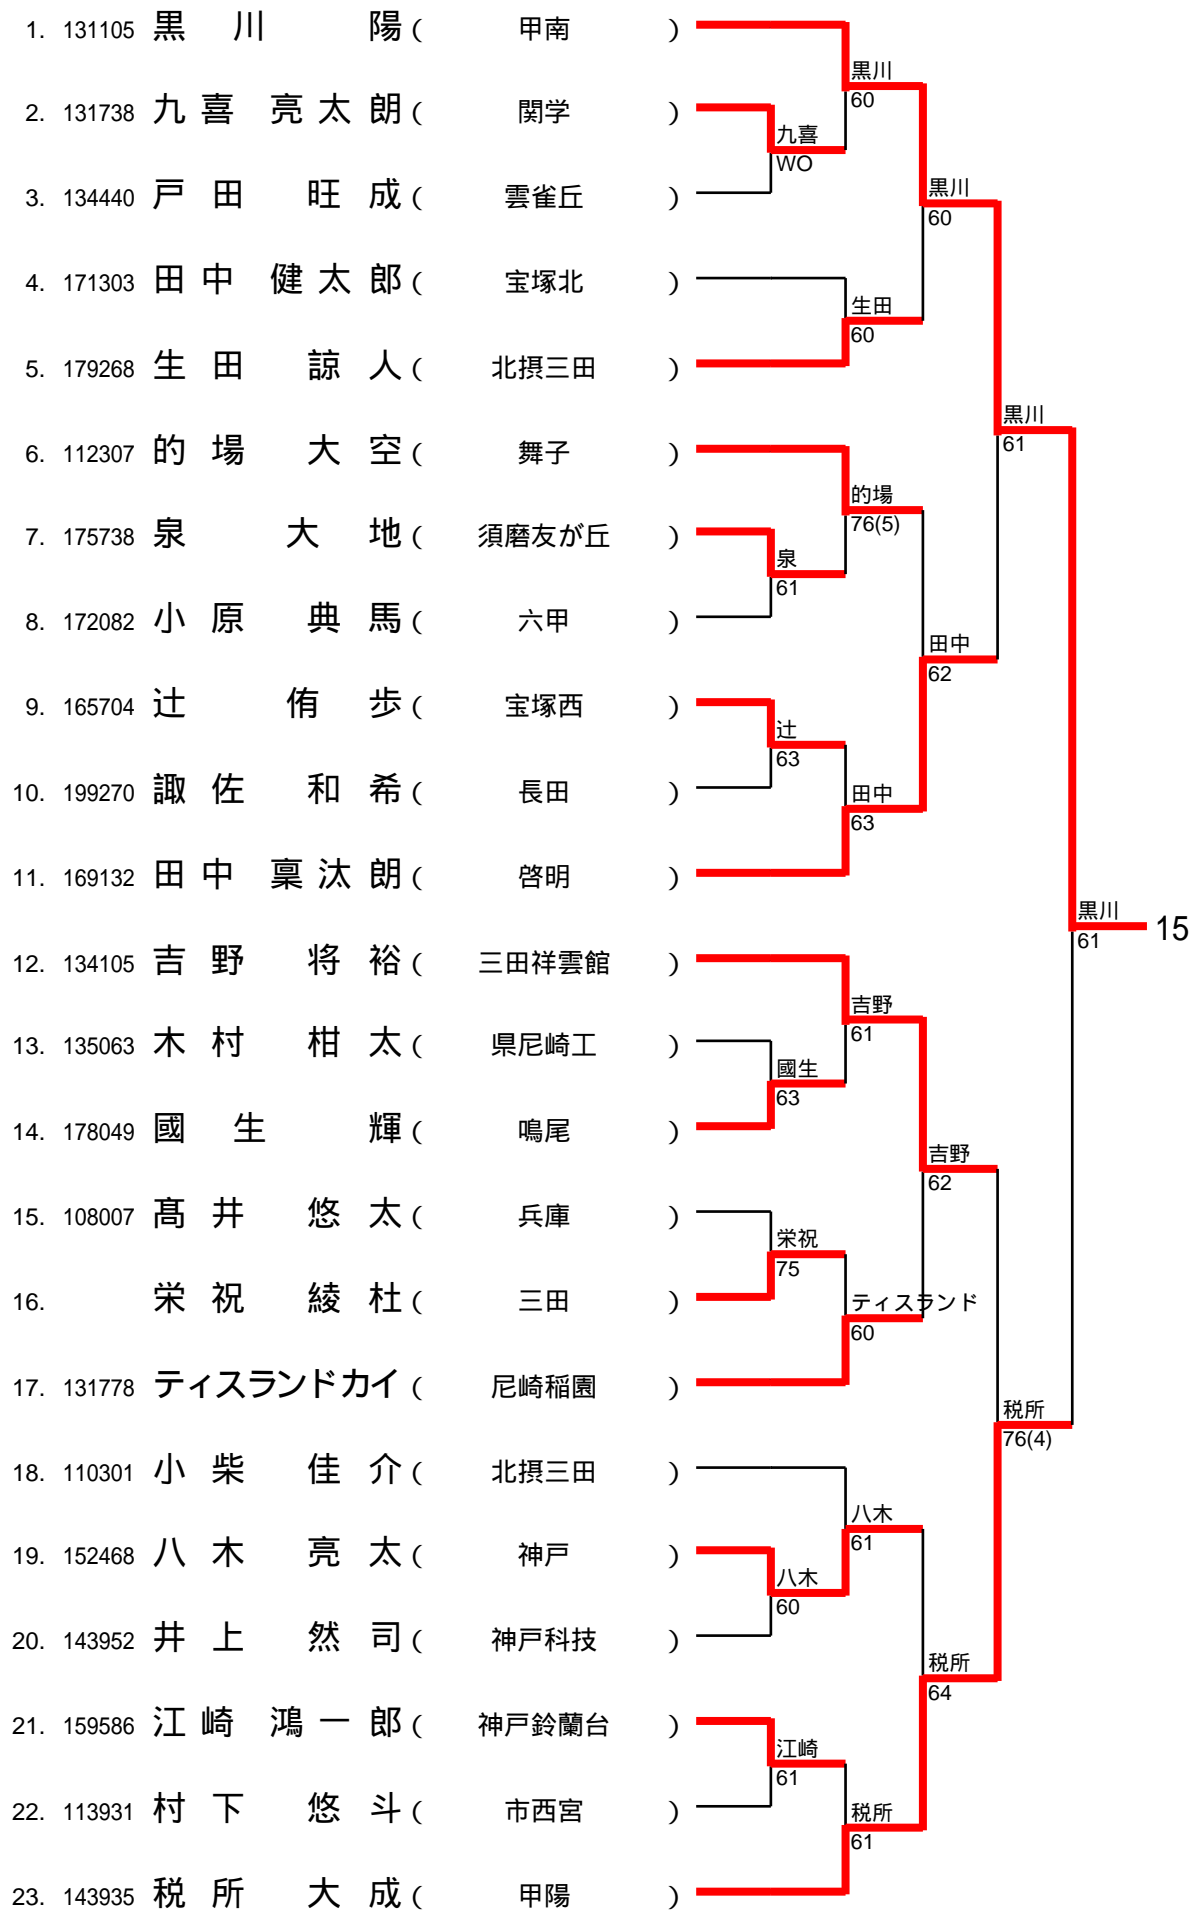 1. 131105 黒川 陽 ( 甲南 )
黒川
60
2. 131738 九喜 亮太朗 ( 関学 )
九喜
WO
3. 134440 戸田 旺成 ( 雲雀丘 )
黒川
60
4. 171303 田中 健太郎 ( 宝塚北 )
生田
60
5. 179268 生田 諒人 ( 北摂三田 )
黒川
61
6. 112307 的場 大空 ( 舞子 )
的場
76(5)
7. 175738 泉 大地 ( 須磨友が丘 )
泉
61
8. 172082 小原 典馬 ( 六甲 )
田中
62
9. 165704 辻 侑歩 ( 宝塚西 )
辻
63
10. 199270 諏佐 和希 ( 長田 )
田中
63
11. 169132 田中 稟汰朗 ( 啓明 )
黒川
61
15
12. 134105 吉野 将裕 ( 三田祥雲館 )
吉野
61
13. 135063 木村 柑太 ( 県尼崎工 )
國生
63
14. 178049 國生 輝 ( 鳴尾 )
吉野
62
15. 108007 髙井 悠太 ( 兵庫 )
栄祝
75
16. 栄祝 綾杜 ( 三田 )
ティスランド
60
17. 131778 ティスランドカイ ( 尼崎稲園 )
税所
76(4)
18. 110301 小柴 佳介 ( 北摂三田 )
八木
61
19. 152468 八木 亮太 ( 神戸 )
八木
60
20. 143952 井上 然司 ( 神戸科技 )
税所
64
21. 159586 江崎 鴻一郎 ( 神戸鈴蘭台 )
江崎
61
22. 113931 村下 悠斗 ( 市西宮 )
税所
61
23. 143935 税所 大成 ( 甲陽 )